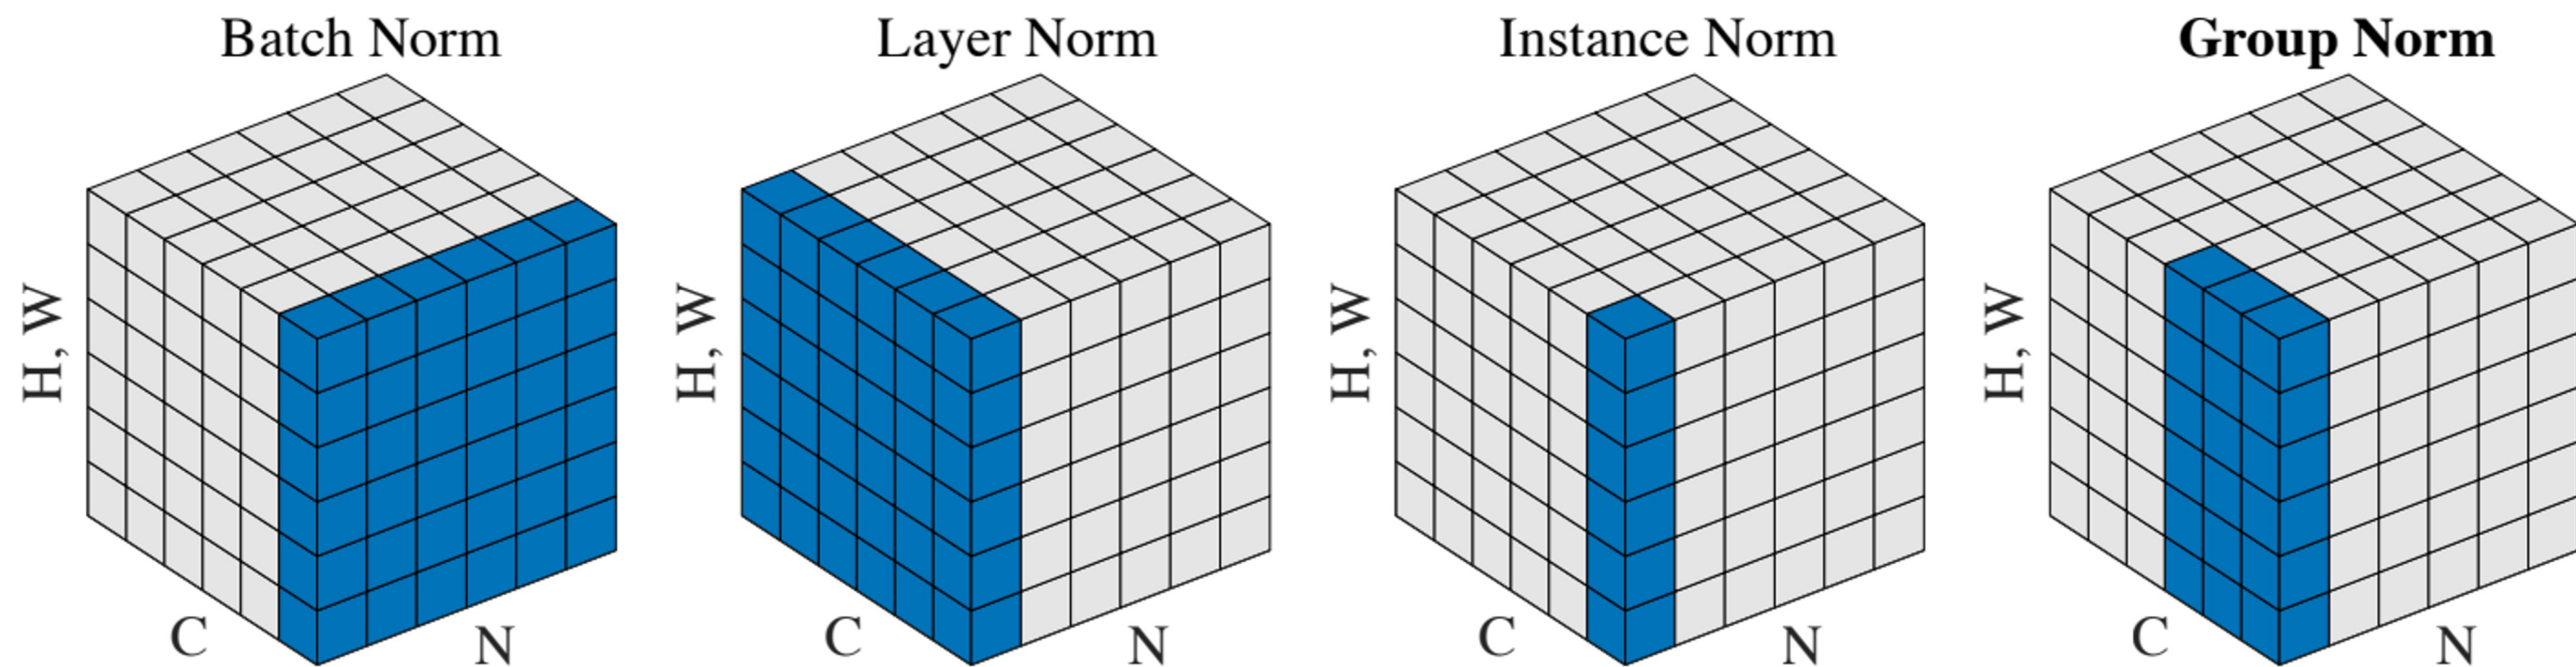 Batch Norm
Layer Norm
Instance Norm
Group Norm
H, W
C
N
H, W
C
N
H, W
C
N
H, W
C
N